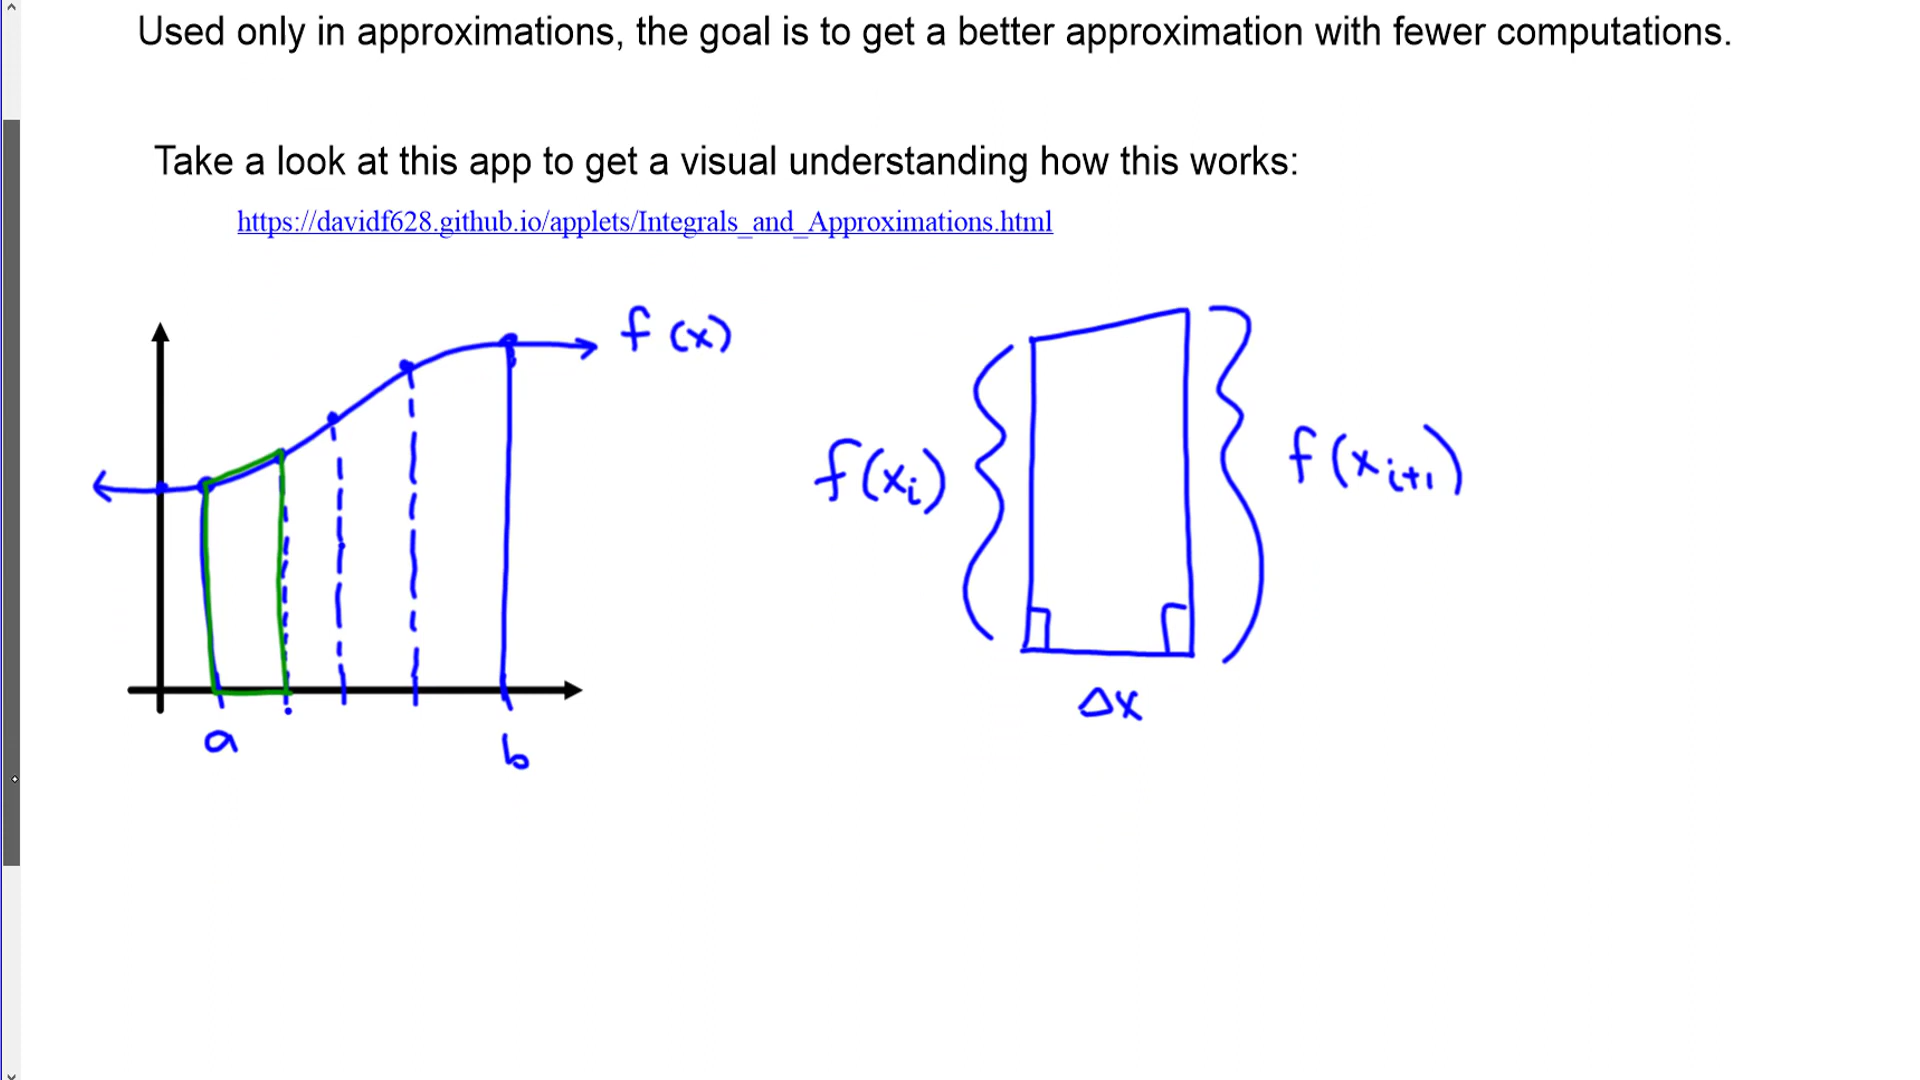 Used only in approximations, the goal is to get a better approximation with fewer computations.
Take a look at this app to get a visual understanding how this works:
https://davidf628.github.io/applets/Integrals_and_Approximations.html
f(x)
f(xᵢ)
f(xᵢ₊₁)
Δx
a
b